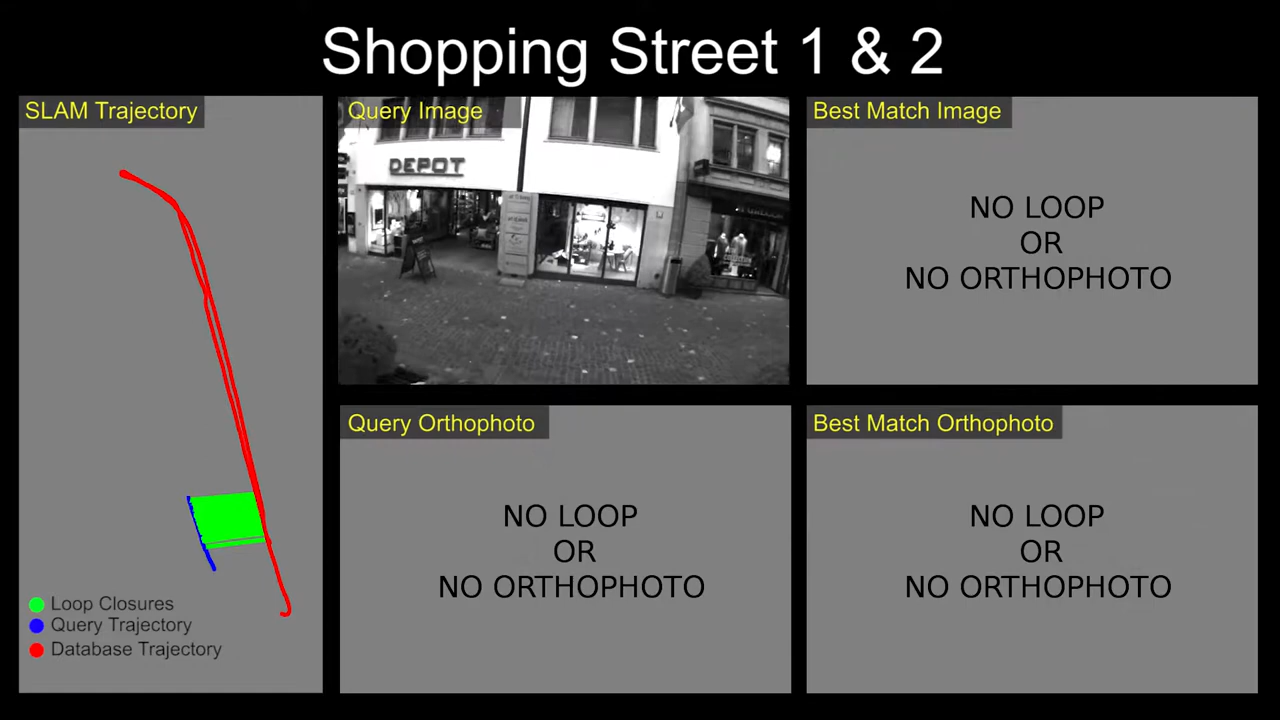 Shopping Street 1 & 2
SLAM Trajectory
Query Image
Best Match Image
DEPOT
NO LOOP
OR
NO ORTHOPHOTO
Query Orthophoto
Best Match Orthophoto
NO LOOP
OR
NO ORTHOPHOTO
NO LOOP
OR
NO ORTHOPHOTO
Loop Closures
Query Trajectory
Database Trajectory